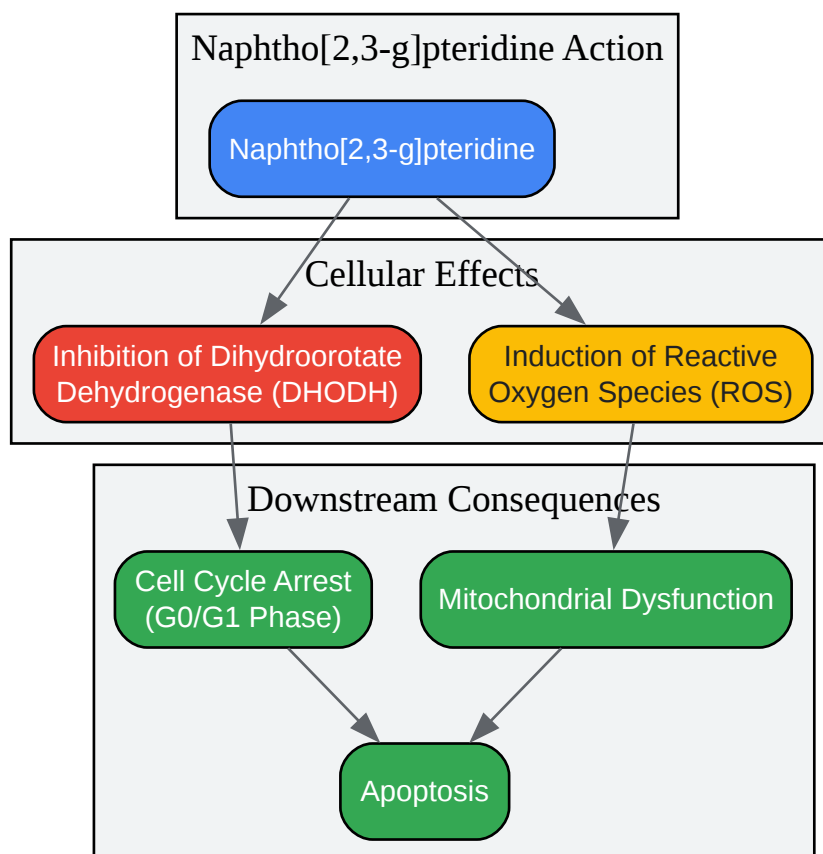 Naphtho[2,3-g]pteridine Action
Naphtho[2,3-g]pteridine
Cellular Effects
Inhibition of Dihydroorotate
Dehydrogenase (DHODH)
Induction of Reactive
Oxygen Species (ROS)
Downstream Consequences
Cell Cycle Arrest
(G0/G1 Phase)
Mitochondrial Dysfunction
Apoptosis